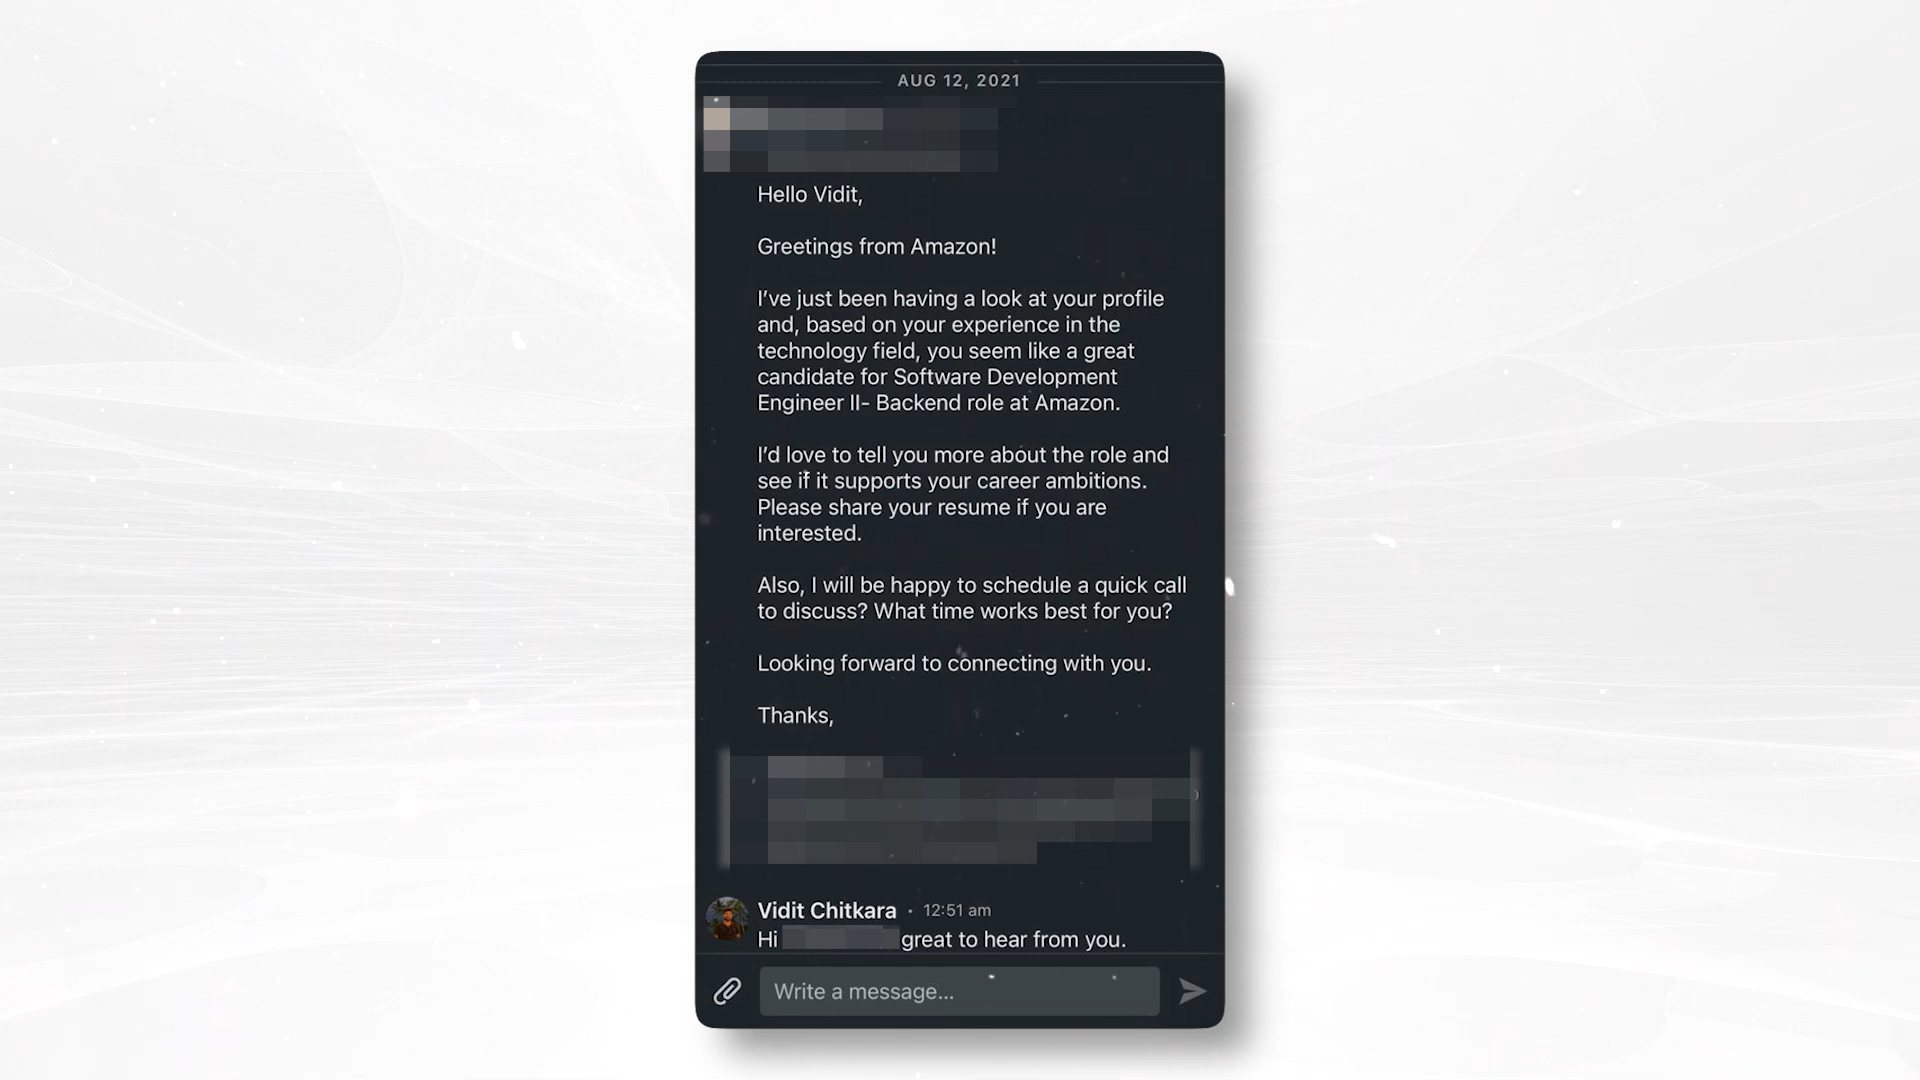 AUG 12, 2021
Hello Vidit,
Greetings from Amazon!
I've just been having a look at your profile
and, based on your experience in the
technology field, you seem like a great
candidate for Software Development
Engineer II- Backend role at Amazon.
I'd love to tell you more about the role and
see if it supports your career ambitions.
Please share your resume if you are
interested.
Also, I will be happy to schedule a quick call
to discuss? What time works best for you?
Looking forward to connecting with you.
Thanks,
Vidit Chitkara • 12:51 am
Hi great to hear from you.
Write a message...